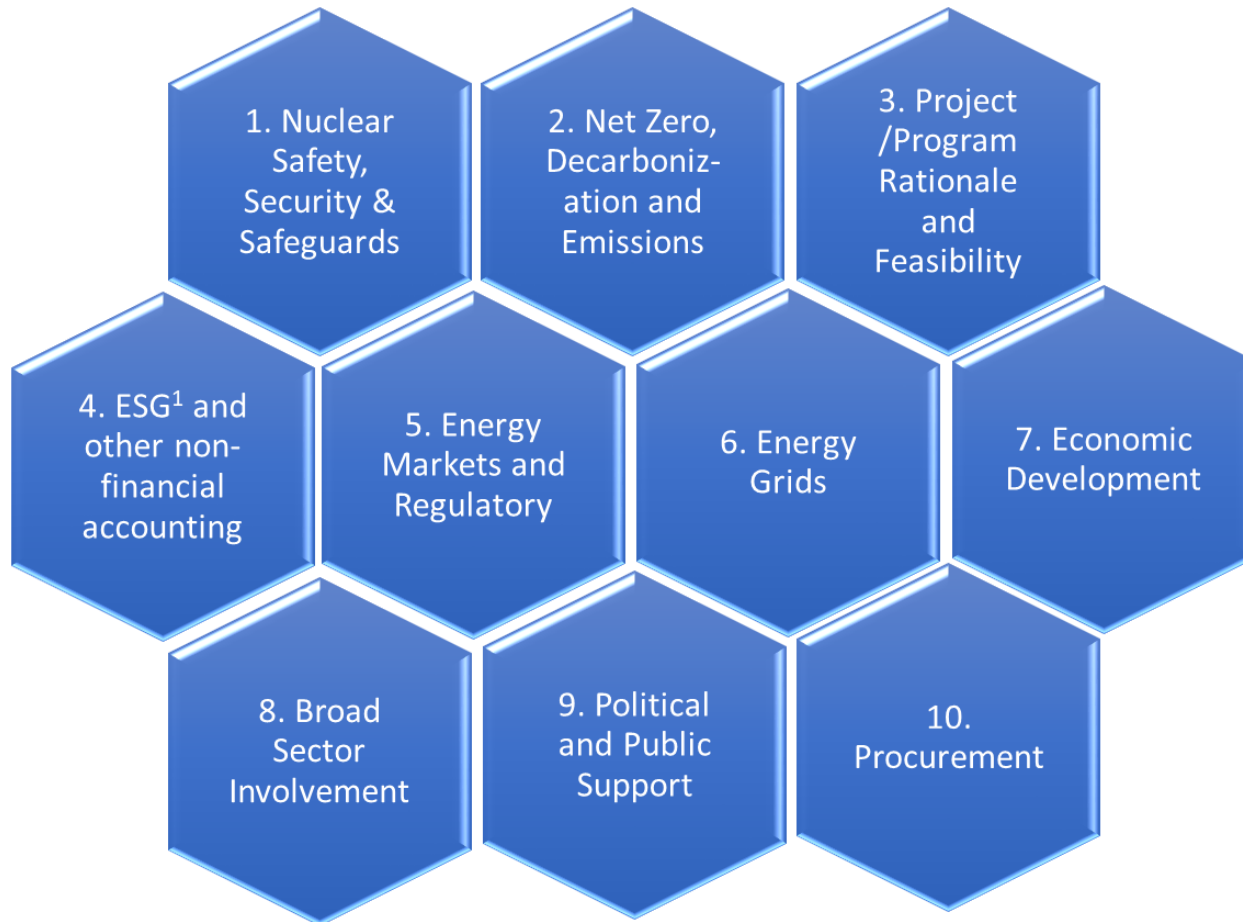 1. Nuclear
Safety,
Security &
Safeguards
2. Net Zero,
Decarboniz-
ation and
Emissions
3. Project
/Program
Rationale
and
Feasibility
4. ESG¹ and
other non-
financial
accounting
5. Energy
Markets and
Regulatory
6. Energy
Grids
7. Economic
Development
8. Broad
Sector
Involvement
9. Political
and Public
Support
10.
Procurement